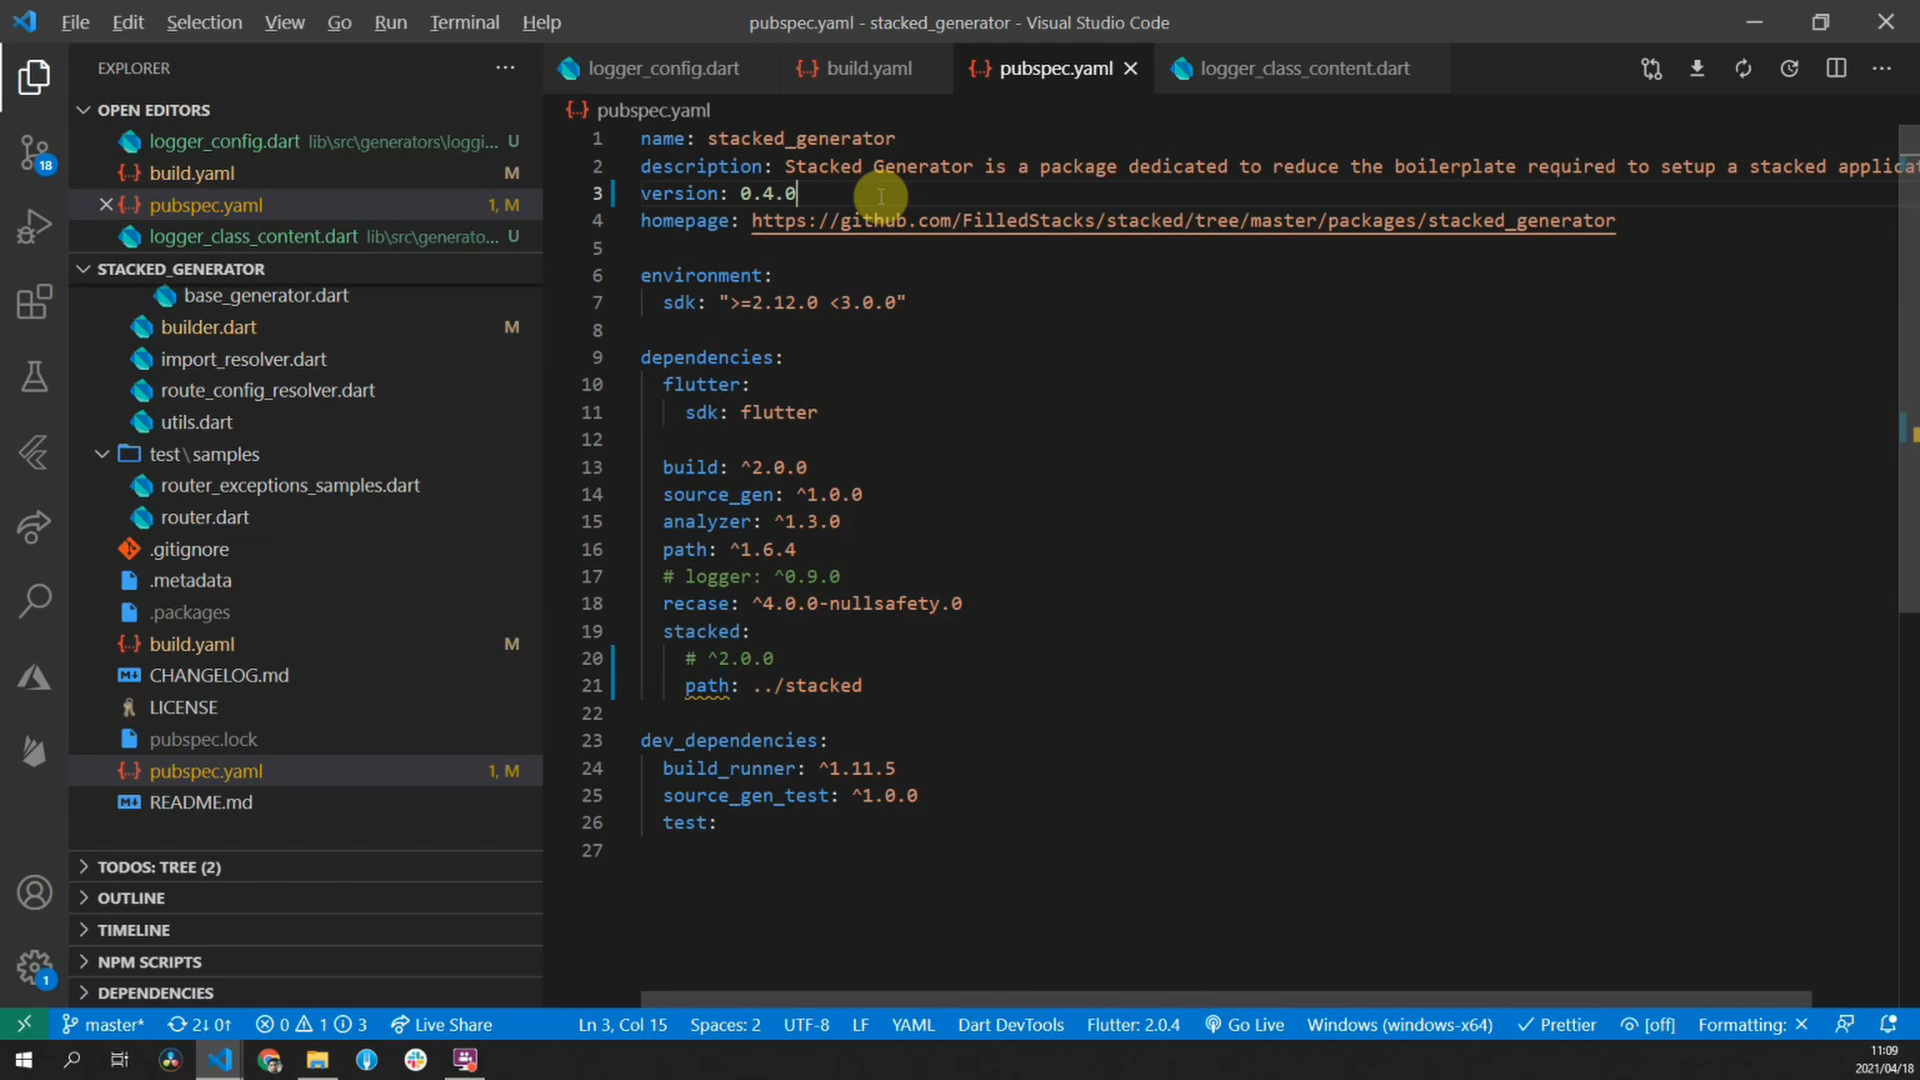 File Edit Selection View Go Run Terminal Help
pubspec.yaml - stacked_generator - Visual Studio Code
EXPLORER
OPEN EDITORS
logger_config.dart lib\src\generators\loggi... U
build.yaml M
pubspec.yaml 1, M
logger_class_content.dart lib\src\generato... U
STACKED_GENERATOR
base_generator.dart
builder.dart M
import_resolver.dart
route_config_resolver.dart
utils.dart
test\samples
router_exceptions_samples.dart
router.dart
.gitignore
.metadata
.packages
build.yaml M
CHANGELOG.md
LICENSE
pubspec.lock
pubspec.yaml 1, M
README.md
TODOS: TREE (2)
OUTLINE
TIMELINE
NPM SCRIPTS
DEPENDENCIES
18
1
logger_config.dart build.yaml pubspec.yaml logger_class_content.dart
pubspec.yaml
1 name: stacked_generator
2 description: Stacked Generator is a package dedicated to reduce the boilerplate required to setup a stacked applicat
3 version: 0.4.0
4 homepage: https://github.com/FilledStacks/stacked/tree/master/packages/stacked_generator
5
6 environment:
7 sdk: ">=2.12.0 <3.0.0"
8
9 dependencies:
10 flutter:
11 sdk: flutter
12
13 build: ^2.0.0
14 source_gen: ^1.0.0
15 analyzer: ^1.3.0
16 path: ^1.6.4
17 # logger: ^0.9.0
18 recase: ^4.0.0-nullsafety.0
19 stacked:
20 # ^2.0.0
21 path: ../stacked
22
23 dev_dependencies:
24 build_runner: ^1.11.5
25 source_gen_test: ^1.0.0
26 test:
27
master* 2↓ 0↑ 0 1 3 Live Share Ln 3, Col 15 Spaces: 2 UTF-8 LF YAML Dart DevTools Flutter: 2.0.4 Go Live Windows (windows-x64) Prettier [off] Formatting: ×
11:09
2021/04/18